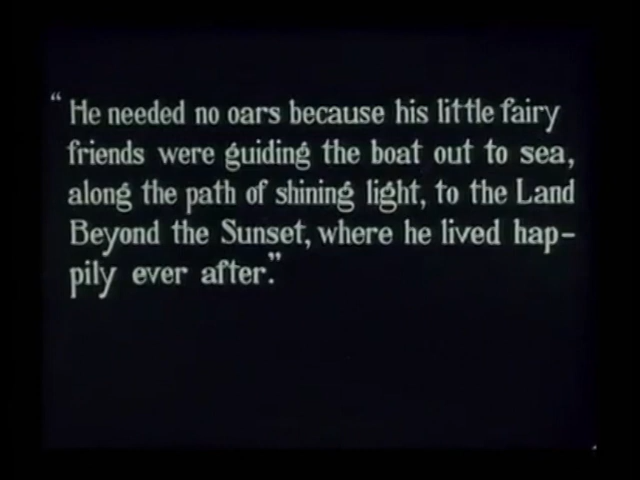 “He needed no oars because his little fairy
friends were guiding the boat out to sea,
along the path of shining light, to the Land
Beyond the Sunset, where he lived hap-
pily ever after.”